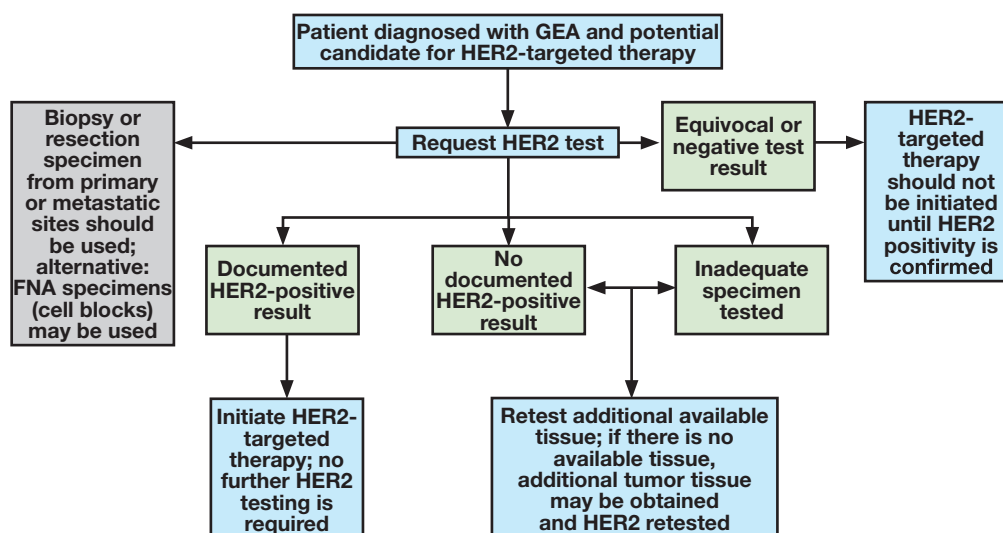 Patient diagnosed with GEA and potential
candidate for HER2-targeted therapy
Biopsy or
resection
specimen
from primary
or metastatic
sites should
be used;
alternative:
FNA specimens
(cell blocks)
may be used
Request HER2 test
Equivocal or
negative test
result
HER2-
targeted
therapy
should not
be initiated
until HER2
positivity is
confirmed
Documented
HER2-positive
result
No
documented
HER2-positive
result
Inadequate
specimen
tested
Initiate HER2-
targeted
therapy; no
further HER2
testing is
required
Retest additional available
tissue; if there is no
available tissue,
additional tumor tissue
may be obtained
and HER2 retested